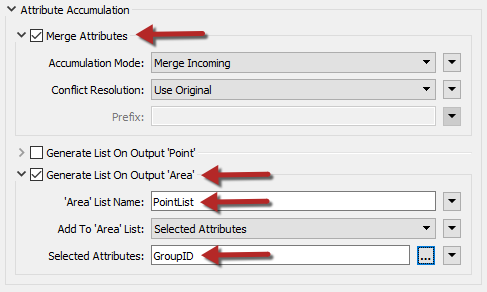 Attribute Accumulation
Merge Attributes
Accumulation Mode: Merge Incoming
Conflict Resolution: Use Original
Prefix:
Generate List On Output 'Point'
Generate List On Output 'Area'
'Area' List Name: PointList
Add To 'Area' List: Selected Attributes
Selected Attributes: GroupID ...